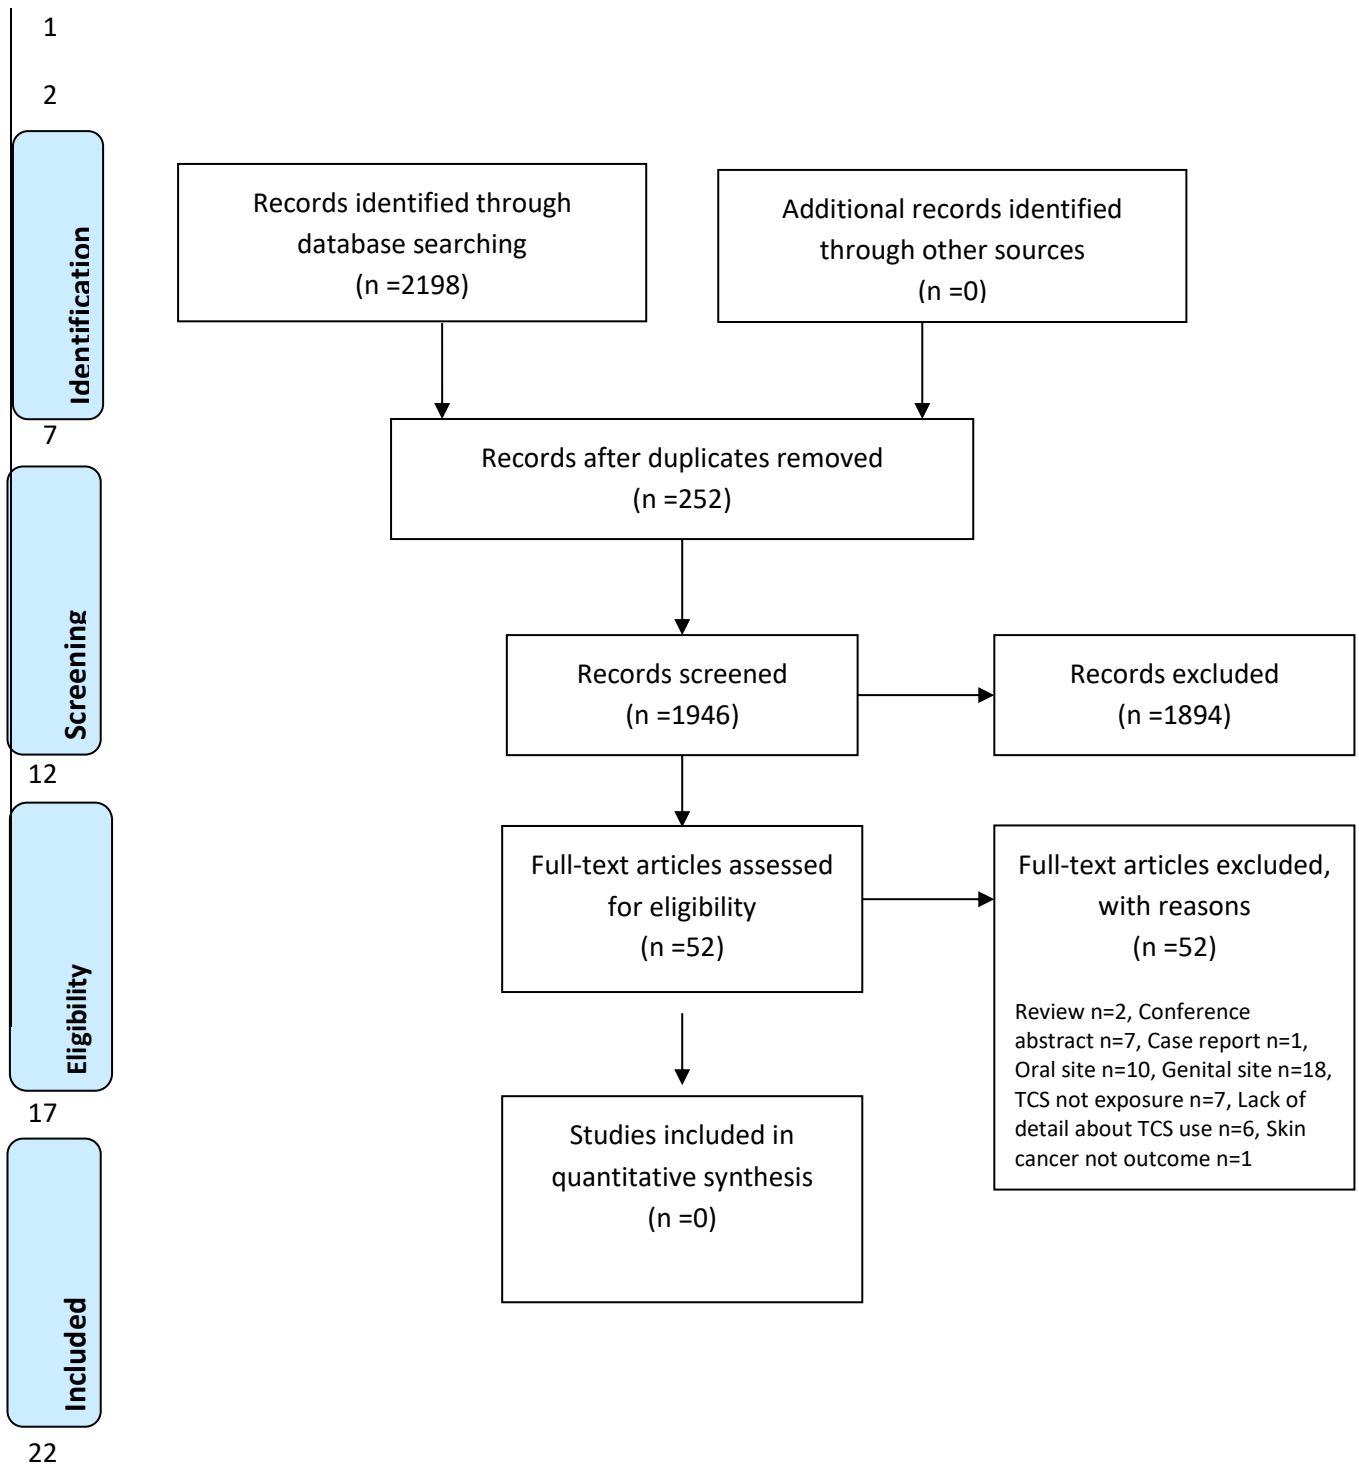 1
2
Identification
Records identified through
database searching
(n =2198)
Additional records identified
through other sources
(n =0)
7
Records after duplicates removed
(n =252)
Screening
Records screened
(n =1946)
Records excluded
(n =1894)
12
Eligibility
Full-text articles assessed
for eligibility
(n =52)
Full-text articles excluded,
with reasons
(n =52)
Review n=2, Conference
abstract n=7, Case report n=1,
Oral site n=10, Genital site n=18,
TCS not exposure n=7, Lack of
detail about TCS use n=6, Skin
cancer not outcome n=1
17
Included
Studies included in
quantitative synthesis
(n =0)
22